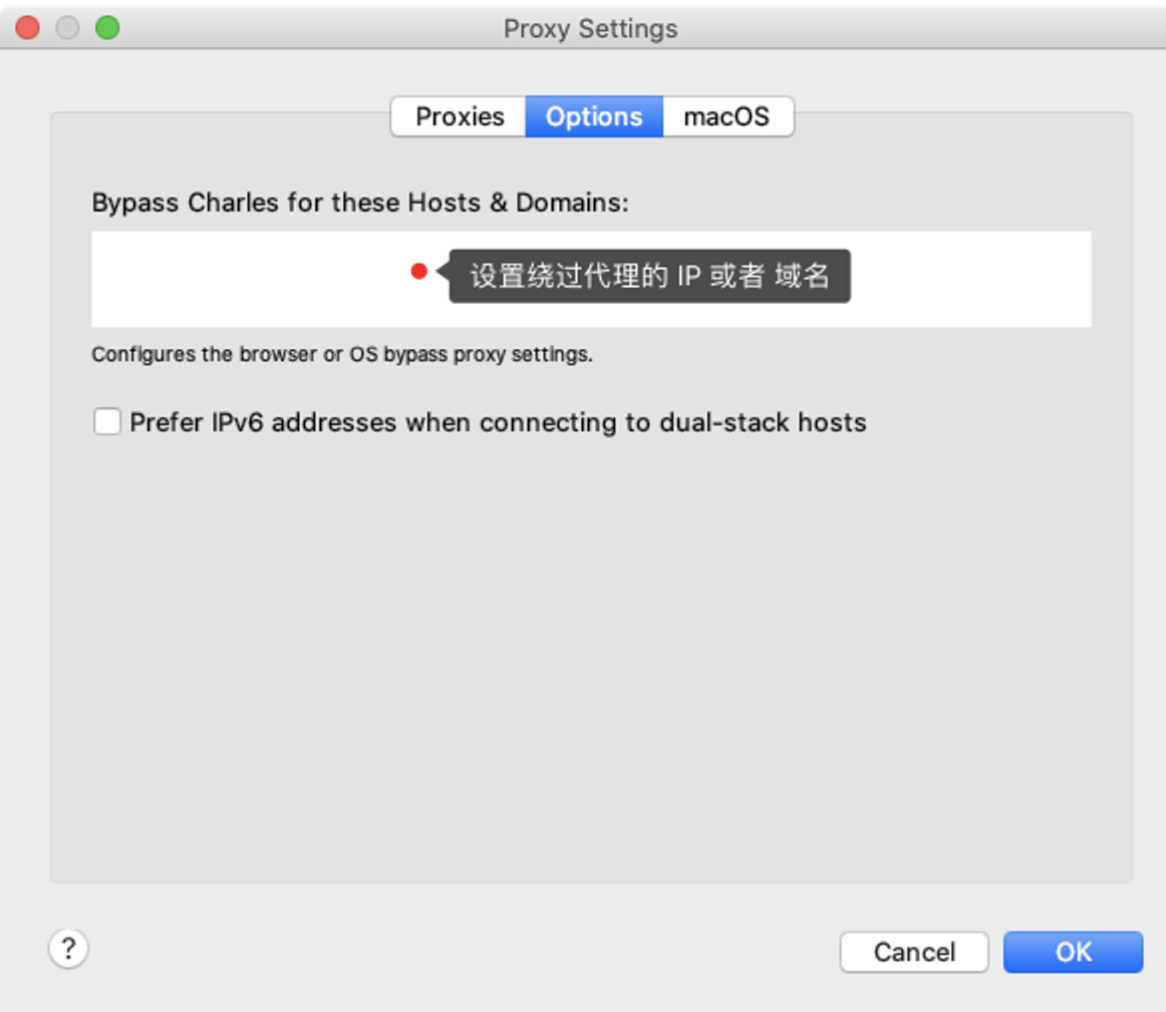 Proxy Settings
Proxies Options macOS
Bypass Charles for these Hosts & Domains:
设置绕过代理的 IP 或者 域名
Configures the browser or OS bypass proxy settings.
Prefer IPv6 addresses when connecting to dual-stack hosts
? Cancel OK